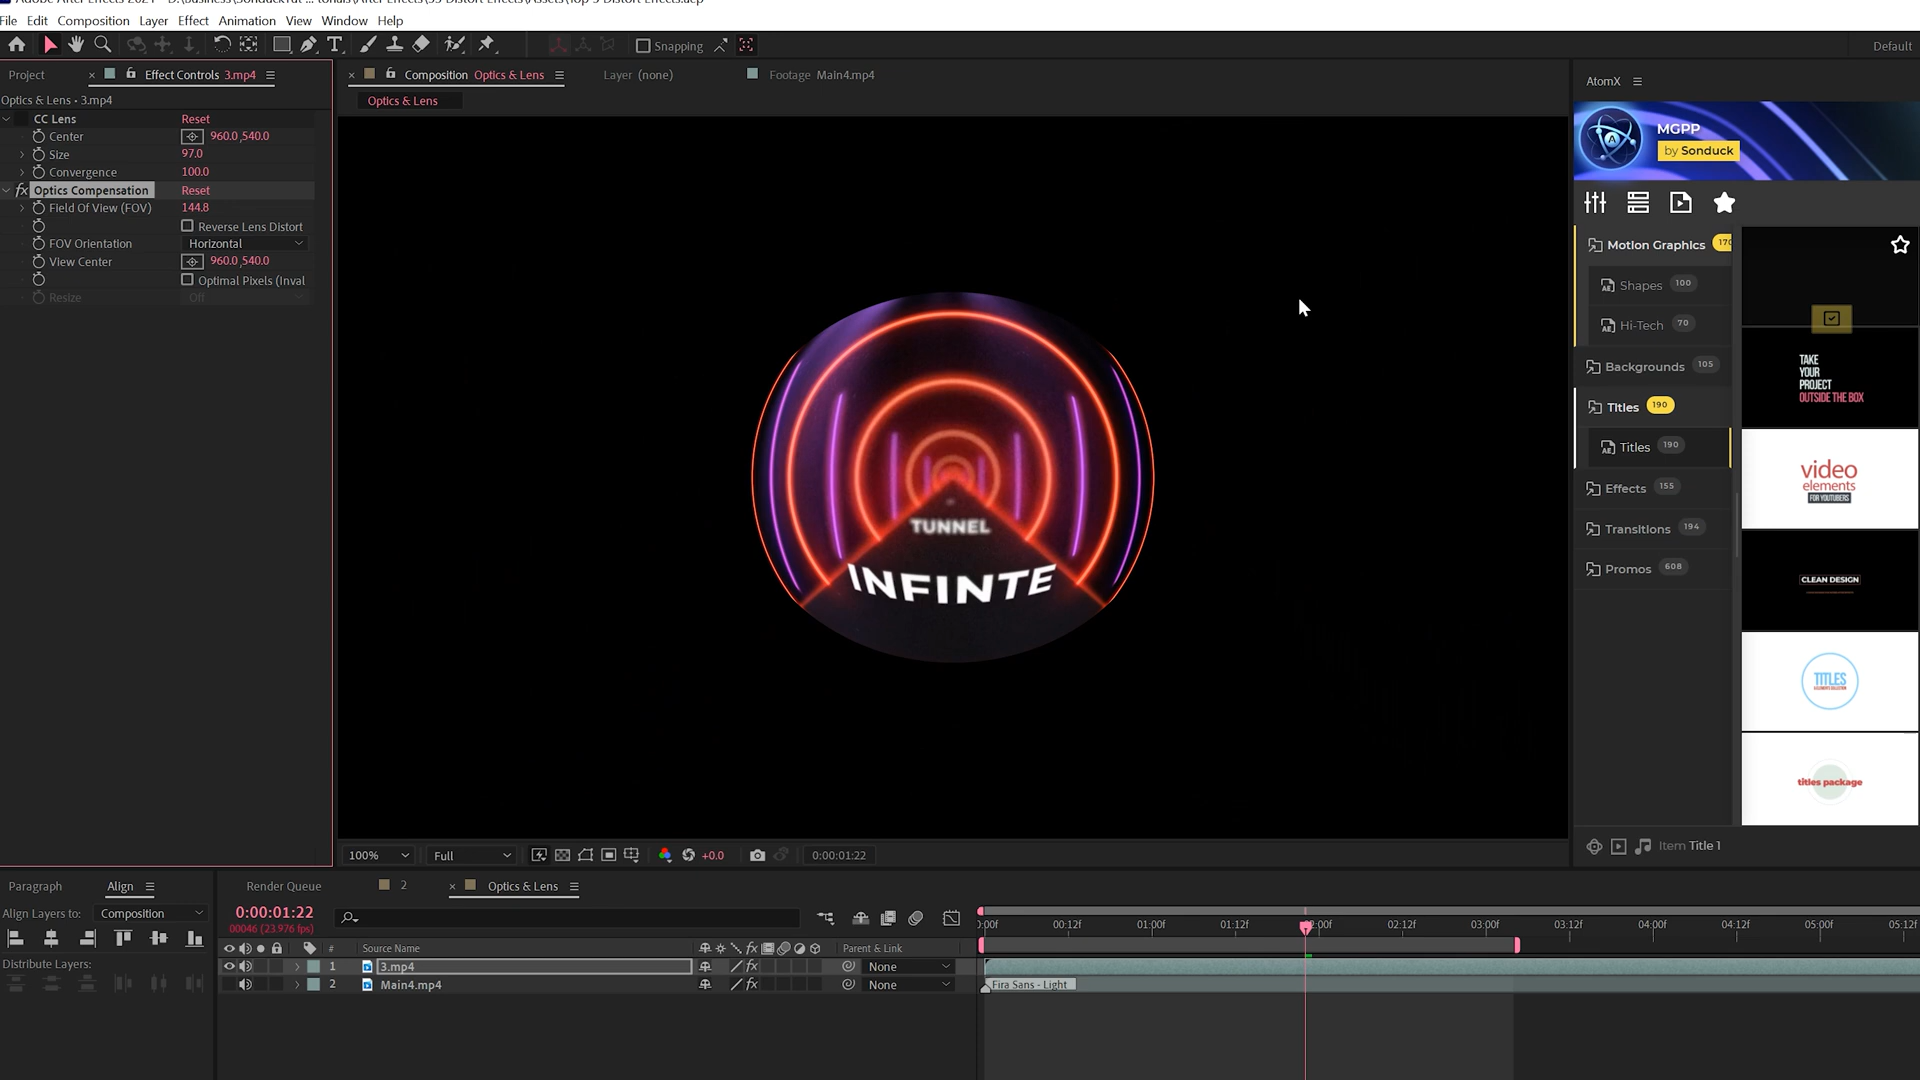 File Edit Composition Layer Effect Animation View Window Help
Snapping
Default
Project
Effect Controls 3.mp4
Optics & Lens • 3.mp4
CC Lens Reset
Center 960.0,540.0
Size 97.0
Convergence 100.0
fx Optics Compensation Reset
Field Of View (FOV) 144.8
Reverse Lens Distort
FOV Orientation Horizontal
View Center 960.0,540.0
Optimal Pixels (Inval
Resize Off
Composition Optics & Lens
Layer (none)
Footage Main4.mp4
Optics & Lens
TUNNEL
INFINTE
100%
Full
+0.0
0:00:01:22
AtomX
MGPP
by Sonduck
Motion Graphics 170
Shapes 100
Hi-Tech 70
Backgrounds 105
Titles 190
Titles 190
Effects 155
Transitions 194
Promos 608
TAKE
YOUR
PROJECT
OUTSIDE THE BOX
video
elements
FOR YOUTUBERS
CLEAN DESIGN
TITLES
titles package
Item Title 1
Paragraph
Align
Align Layers to: Composition
Distribute Layers:
Render Queue
2
Optics & Lens
0:00:01:22
00046 (23.976 fps)
# Source Name
Parent & Link
1 3.mp4 None
2 Main4.mp4 None
:00f 00:12f 01:00f 01:12f 2:00f 02:12f 03:00f 03:12f 04:00f 04:12f 05:00f 05:12f
Fira Sans - Light